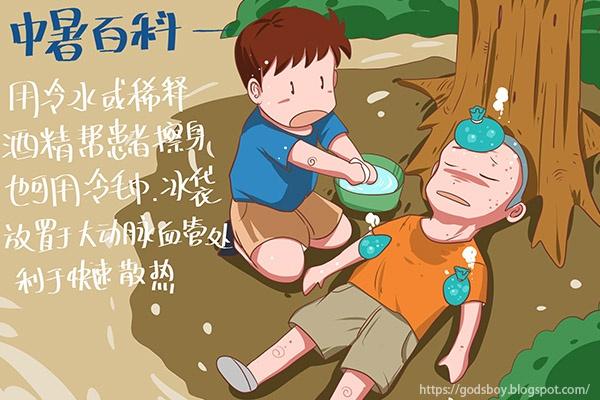 中暑百科
用冷水或稀释
酒精帮患者擦身
也可用冷毛巾.冰袋
放置于大动脉血管处
利于快速散热
https://godsboy.blogspot.com/